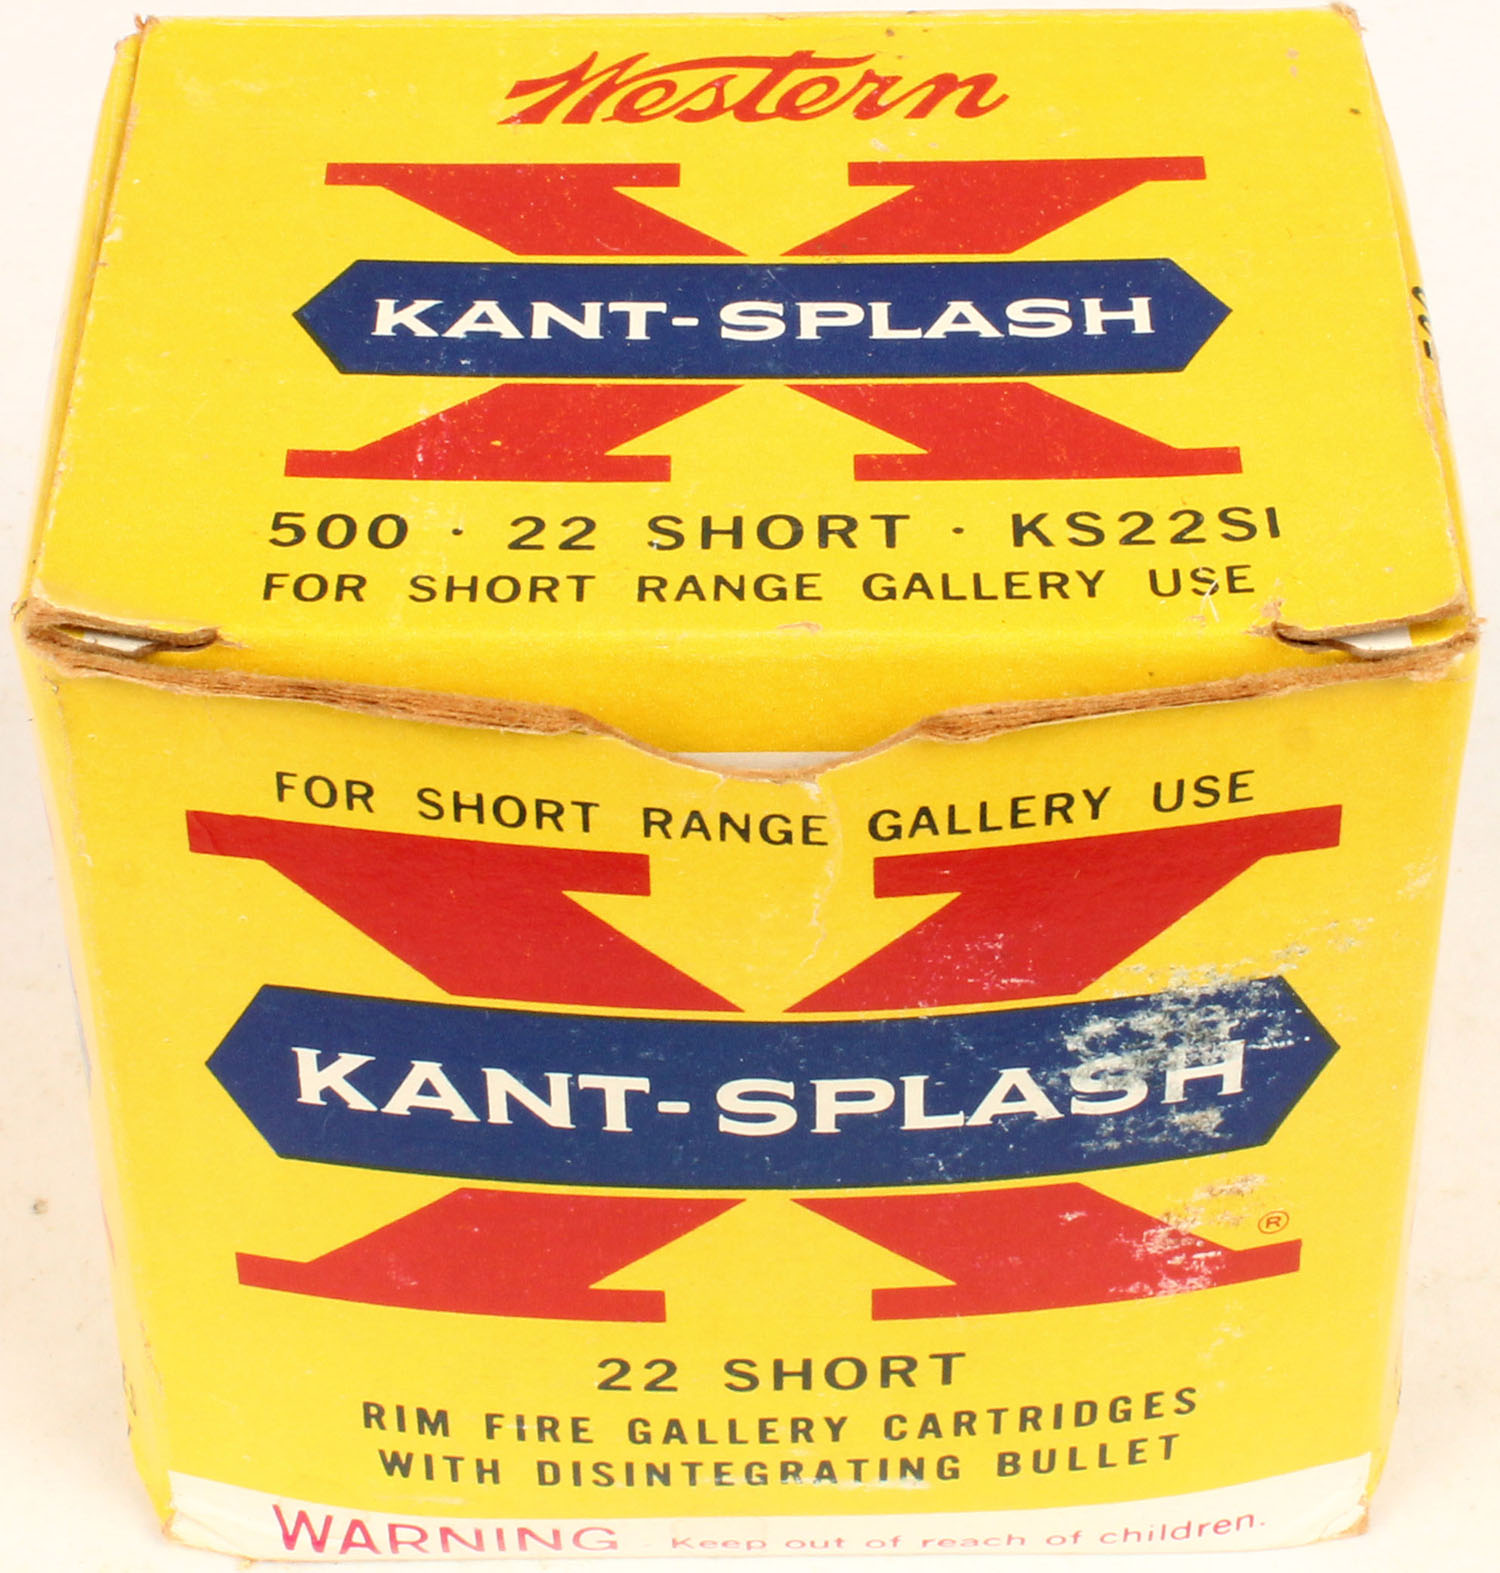 Western
X
KANT-SPLASH
500 · 22 SHORT · KS22SI
FOR SHORT RANGE GALLERY USE
FOR SHORT RANGE GALLERY USE
X
KANT-SPLASH
®
22 SHORT
RIM FIRE GALLERY CARTRIDGES
WITH DISINTEGRATING BULLET
WARNING Keep out of reach of children.